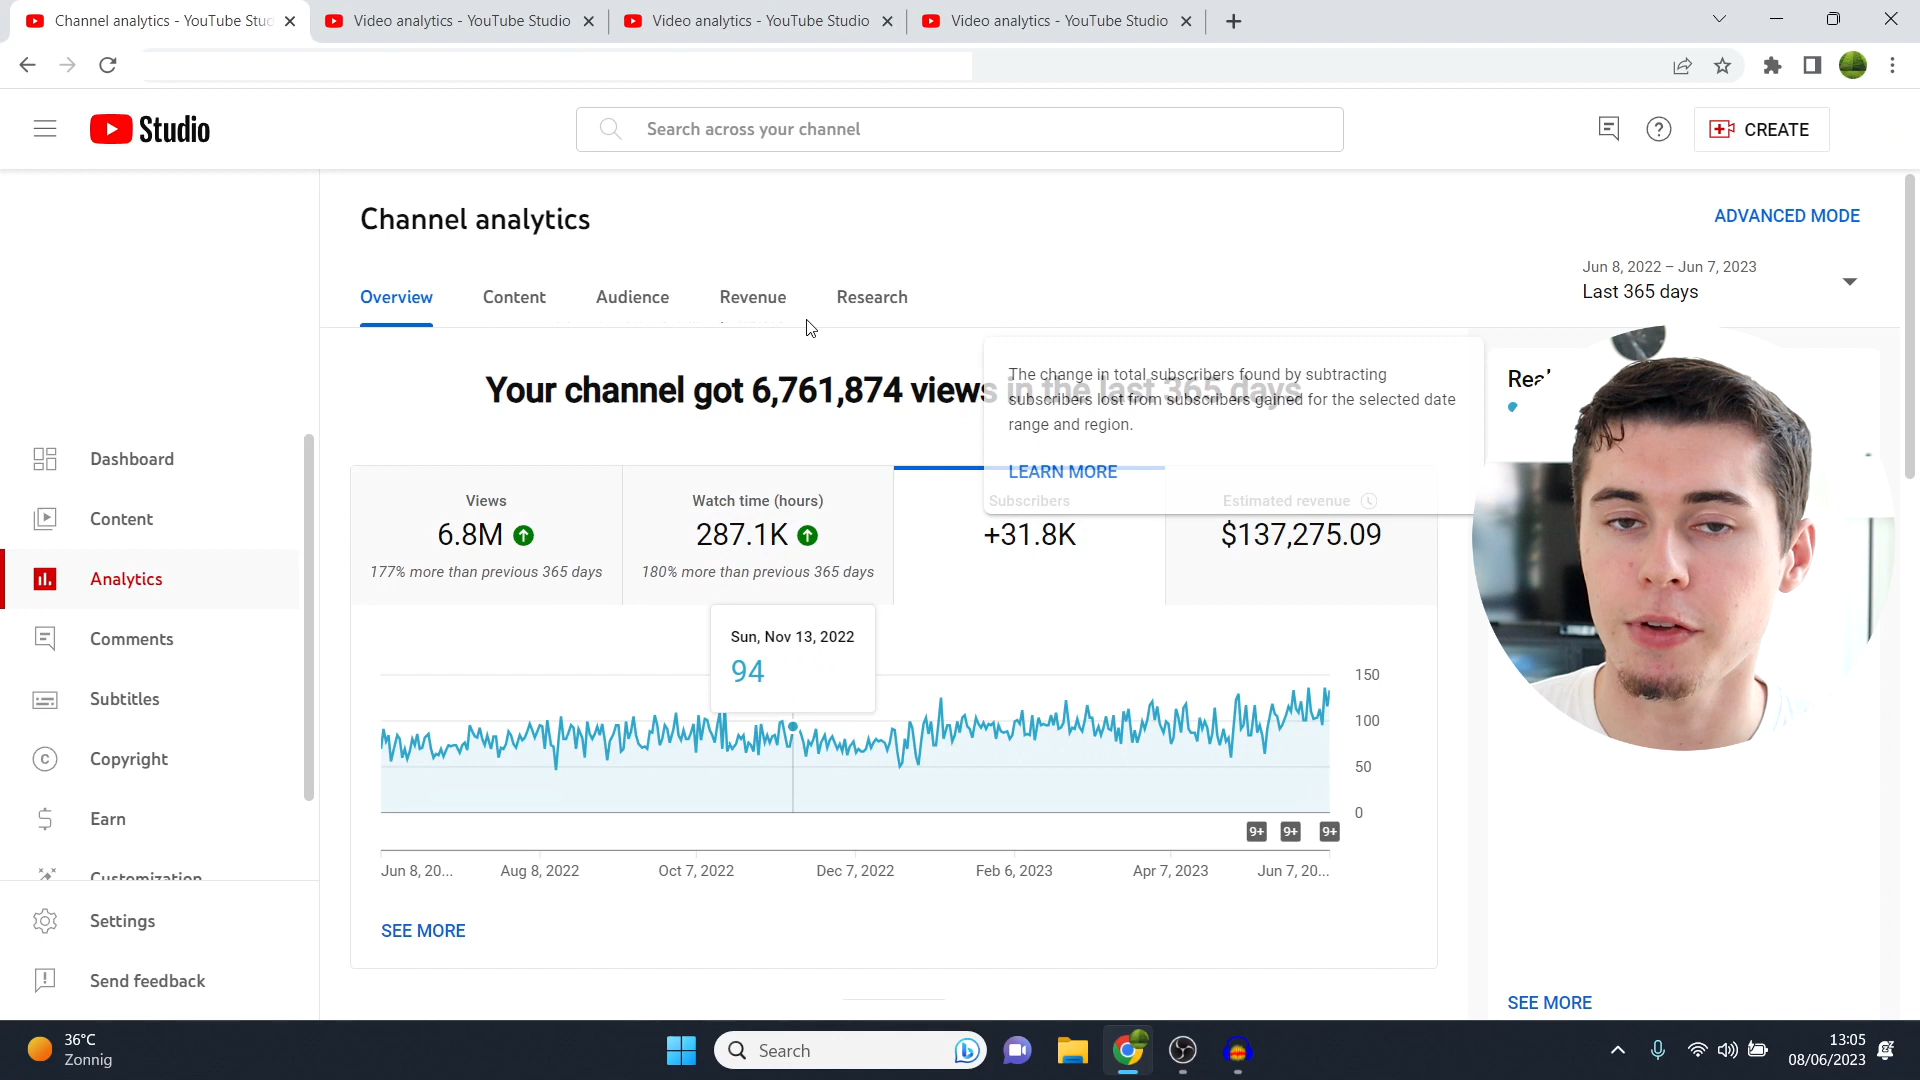 Channel analytics - YouTube Stud
Video analytics - YouTube Studio
Video analytics - YouTube Studio
Video analytics - YouTube Studio
Studio
Search across your channel
CREATE
Channel analytics
ADVANCED MODE
Jun 8, 2022 – Jun 7, 2023
Last 365 days
Overview
Content
Audience
Revenue
Research
Your channel got 6,761,874 views in the last 365 days
The change in total subscribers found by subtracting
subscribers lost from subscribers gained for the selected date
range and region.
LEARN MORE
Views
6.8M
177% more than previous 365 days
Watch time (hours)
287.1K
180% more than previous 365 days
Subscribers
+31.8K
Estimated revenue
$137,275.09
Sun, Nov 13, 2022
94
150
100
50
0
9+
9+
9+
Jun 8, 20...
Aug 8, 2022
Oct 7, 2022
Dec 7, 2022
Feb 6, 2023
Apr 7, 2023
Jun 7, 20...
SEE MORE
SEE MORE
Dashboard
Content
Analytics
Comments
Subtitles
Copyright
Earn
Customization
Settings
Send feedback
36°C
Zonnig
Search
13:05
08/06/2023